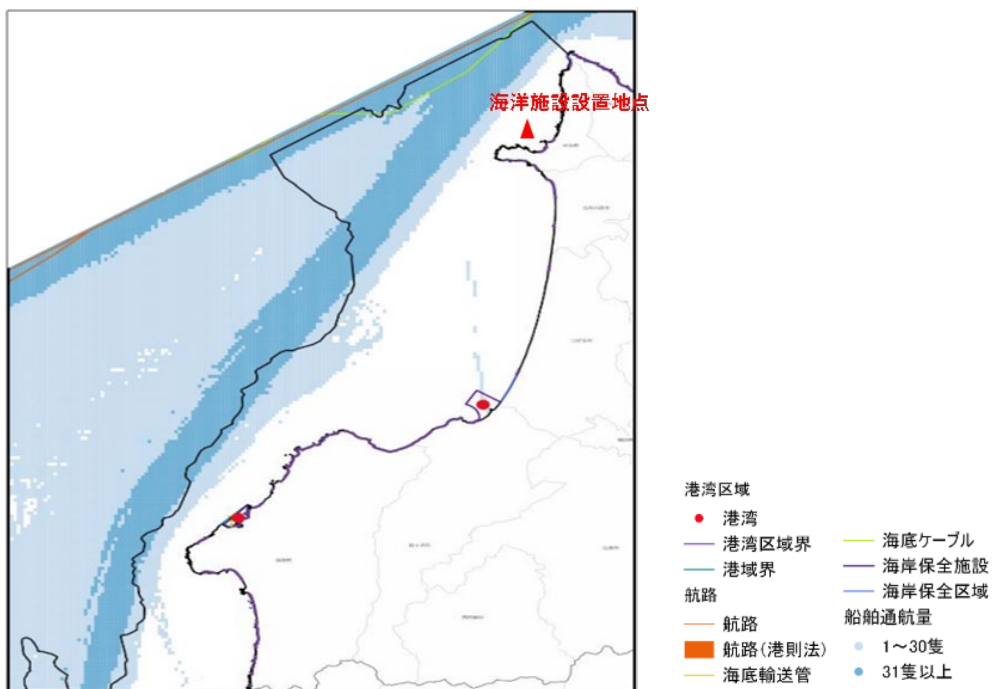 海洋施設設置地点
港湾区域
港湾
港湾区域界
港域界
航路
航路
航路(港則法)
海底輸送管
海底ケーブル
海岸保全施設
海岸保全区域
船舶通航量
1～30隻
31隻以上